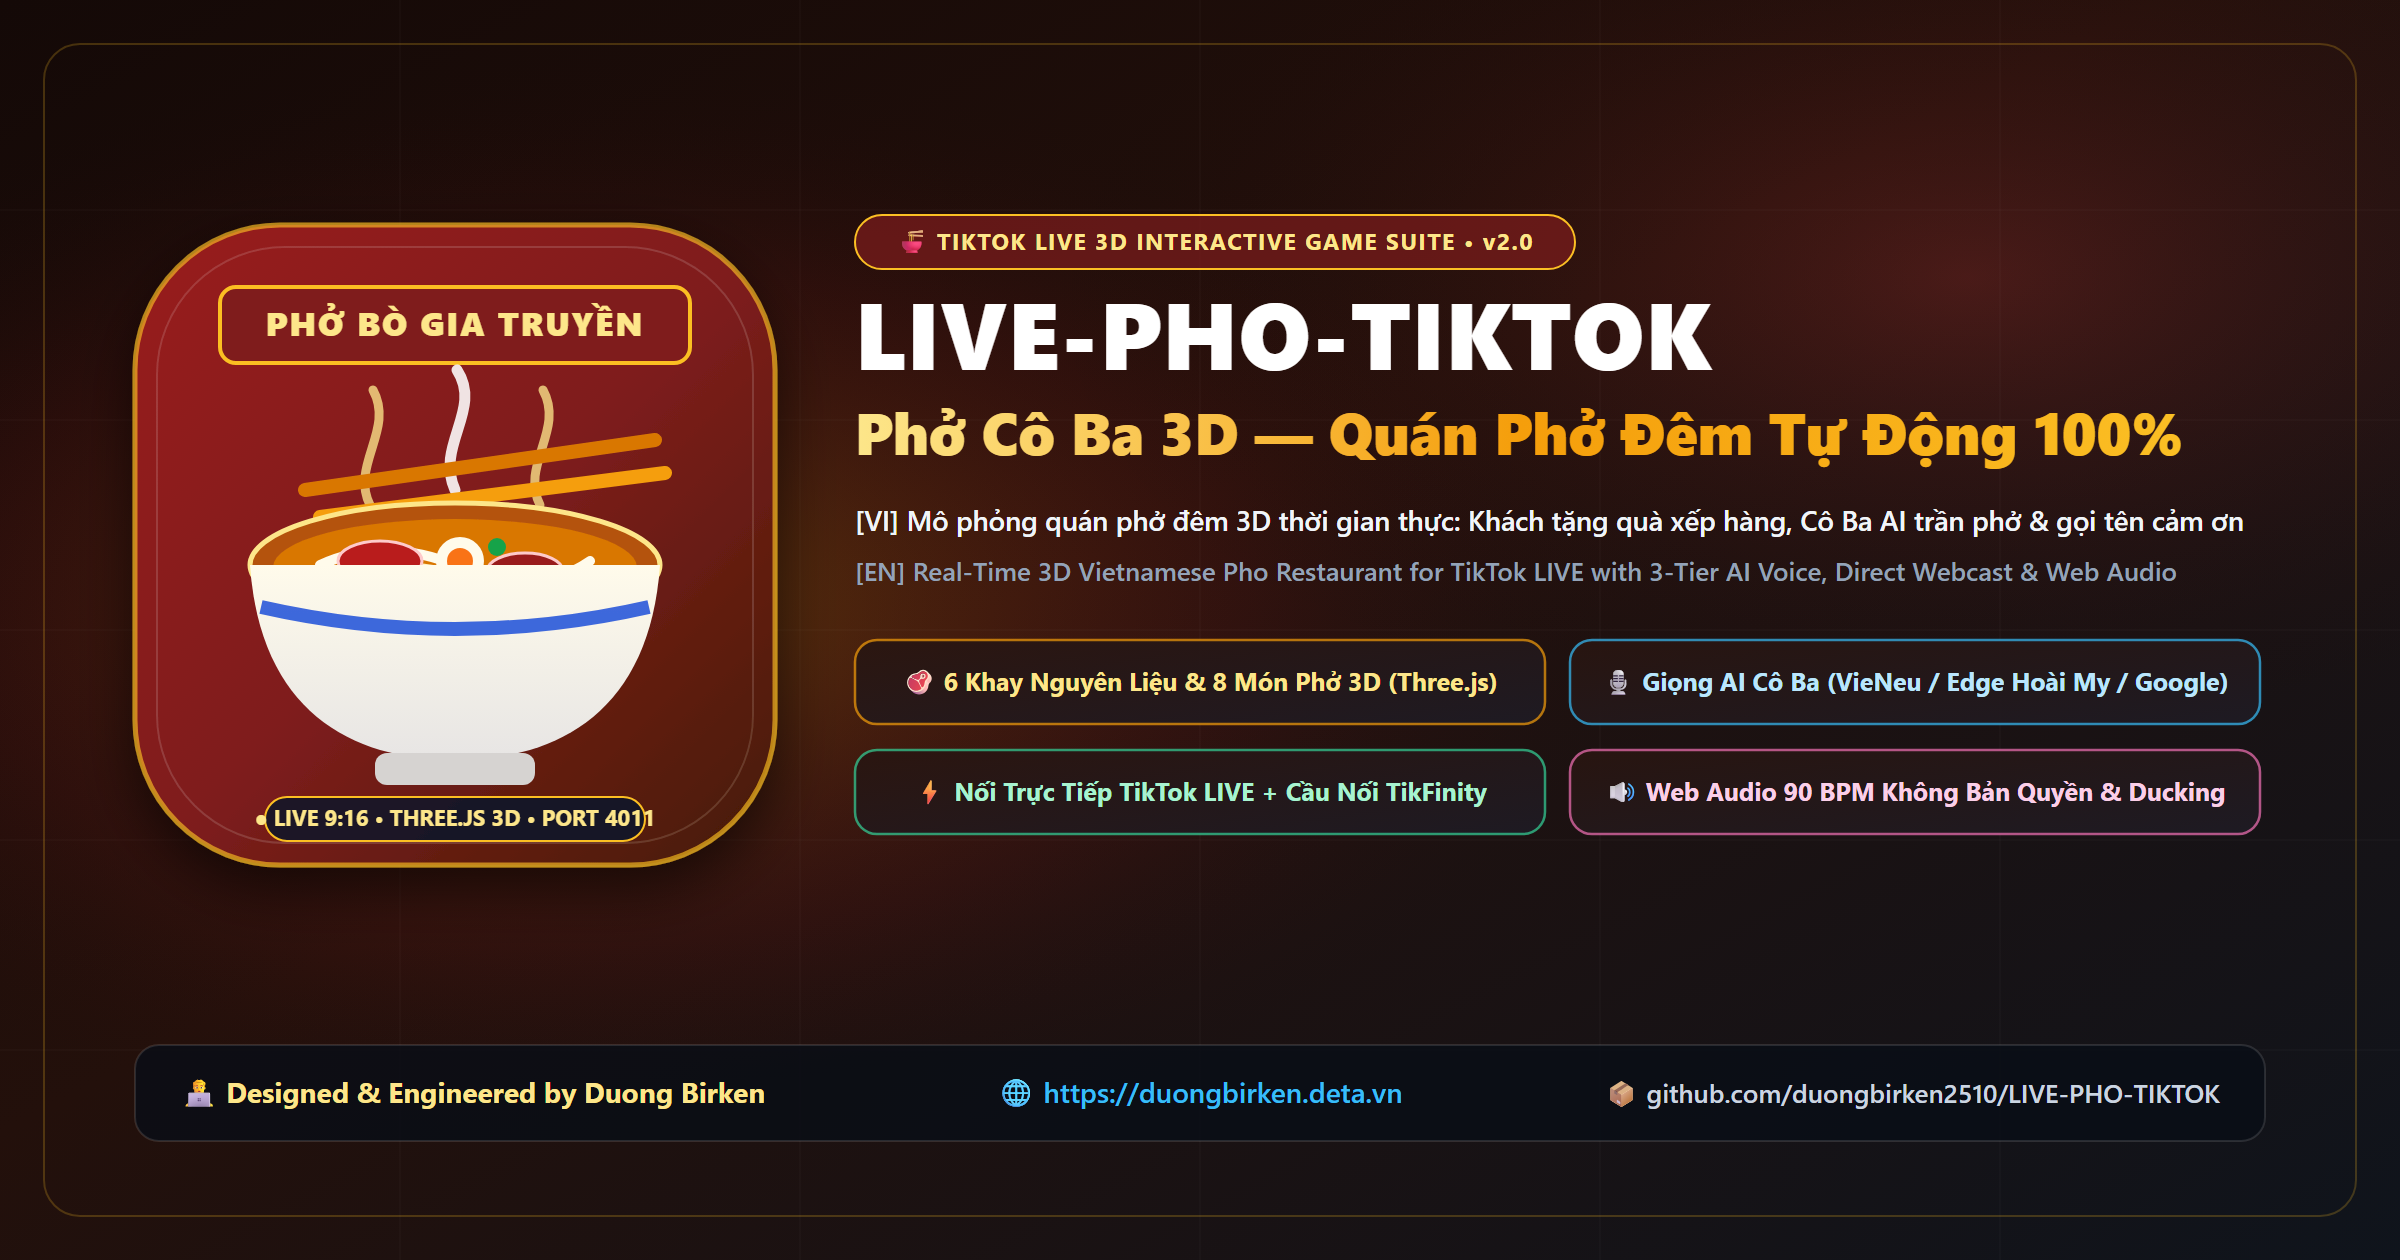 PHỞ BÒ GIA TRUYỀN
● LIVE 9:16 • THREE.JS 3D • PORT 4011
🍜 TIKTOK LIVE 3D INTERACTIVE GAME SUITE • v2.0
LIVE-PHO-TIKTOK
Phở Cô Ba 3D — Quán Phở Đêm Tự Động 100%
[VI] Mô phỏng quán phở đêm 3D thời gian thực: Khách tặng quà xếp hàng, Cô Ba AI trần phở & gọi tên cảm ơn
[EN] Real-Time 3D Vietnamese Pho Restaurant for TikTok LIVE with 3-Tier AI Voice, Direct Webcast & Web Audio
🥩 6 Khay Nguyên Liệu & 8 Món Phở 3D (Three.js)
🎙️ Giọng AI Cô Ba (VieNeu / Edge Hoài My / Google)
⚡ Nối Trực Tiếp TikTok LIVE + Cầu Nối TikFinity
🔊 Web Audio 90 BPM Không Bản Quyền & Ducking
👨‍💻 Designed & Engineered by Duong Birken
🌐 https://duongbirken.deta.vn
📦 github.com/duongbirken2510/LIVE-PHO-TIKTOK